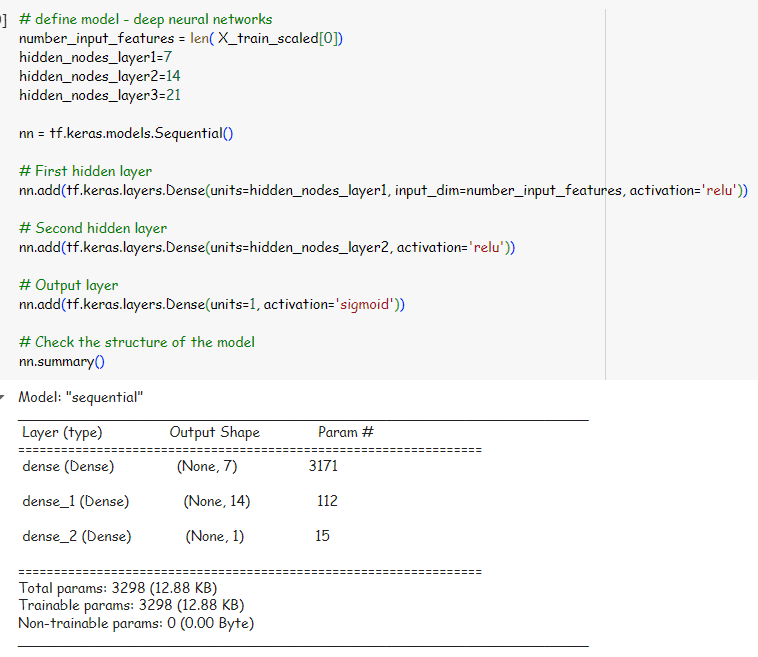 ]
# define model - deep neural networks
number_input_features = len( X_train_scaled[0])
hidden_nodes_layer1=7
hidden_nodes_layer2=14
hidden_nodes_layer3=21
nn = tf.keras.models.Sequential()
# First hidden layer
nn.add(tf.keras.layers.Dense(units=hidden_nodes_layer1, input_dim=number_input_features, activation='relu'))
# Second hidden layer
nn.add(tf.keras.layers.Dense(units=hidden_nodes_layer2, activation='relu'))
# Output layer
nn.add(tf.keras.layers.Dense(units=1, activation='sigmoid'))
# Check the structure of the model
nn.summary()
Model: "sequential"
Layer (type) Output Shape Param #
=================================================================
dense (Dense) (None, 7) 3171
dense_1 (Dense) (None, 14) 112
dense_2 (Dense) (None, 1) 15
=================================================================
Total params: 3298 (12.88 KB)
Trainable params: 3298 (12.88 KB)
Non-trainable params: 0 (0.00 Byte)